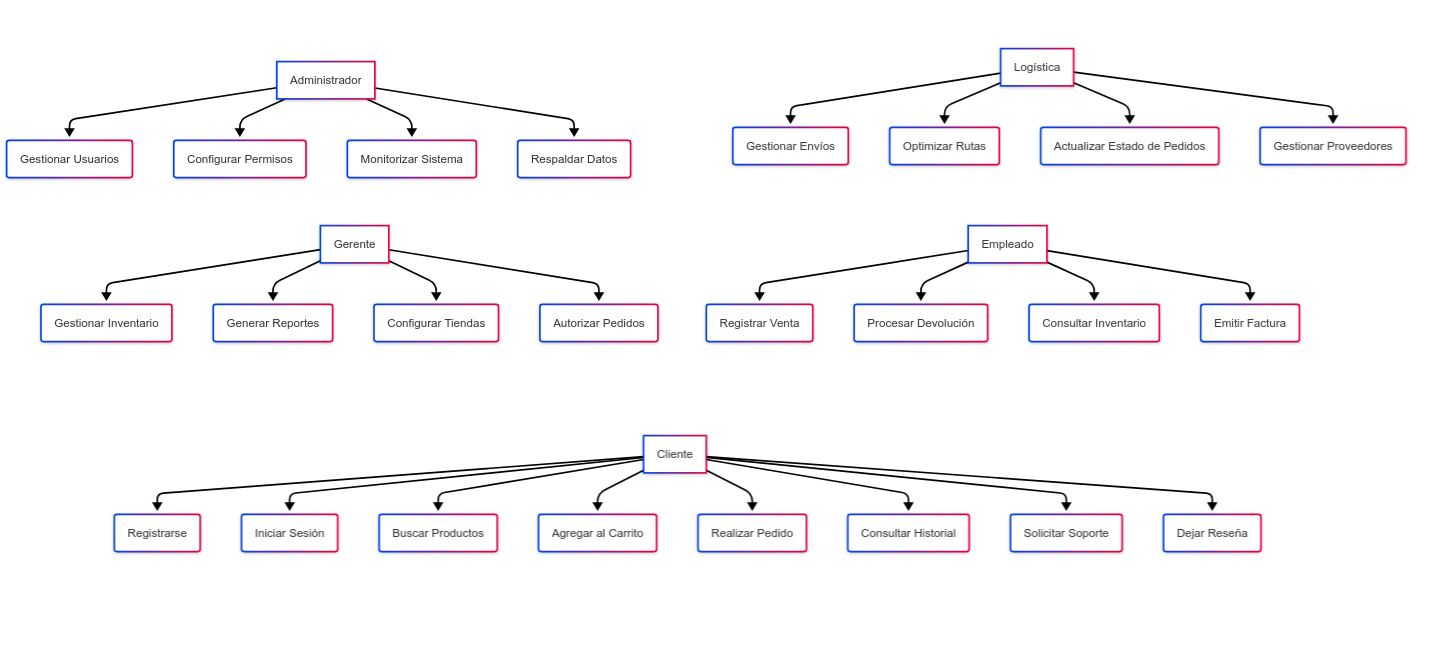 Administrador
Gestionar Usuarios
Configurar Permisos
Monitorizar Sistema
Respaldar Datos
Logística
Gestionar Envíos
Optimizar Rutas
Actualizar Estado de Pedidos
Gestionar Proveedores
Gerente
Gestionar Inventario
Generar Reportes
Configurar Tiendas
Autorizar Pedidos
Empleado
Registrar Venta
Procesar Devolución
Consultar Inventario
Emitir Factura
Cliente
Registrarse
Iniciar Sesión
Buscar Productos
Agregar al Carrito
Realizar Pedido
Consultar Historial
Solicitar Soporte
Dejar Reseña